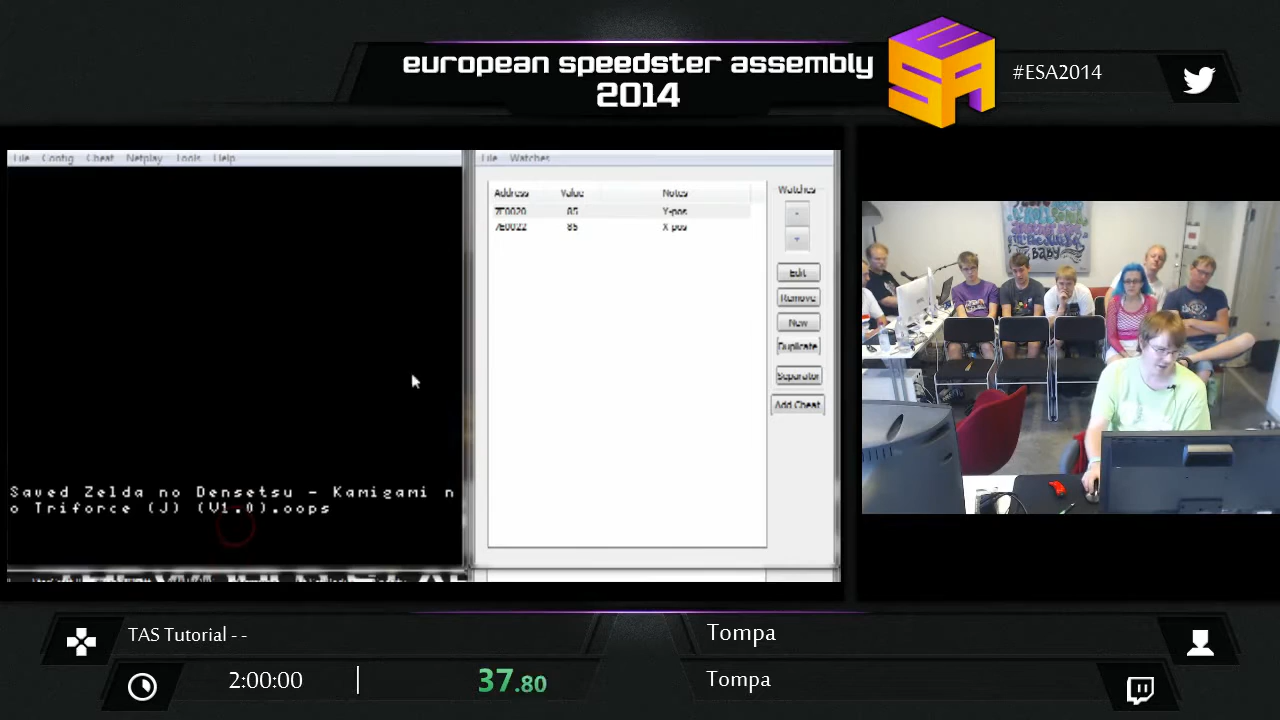 european speedster assembly
2014
ESA
#ESA2014
File Config Cheat Netplay Tools Help
File Watches
Address Value Notes
7E0020 85 Y-pos
7E0022 85 X-pos
Watches
Edit
Remove
New
Duplicate
Separator
Add Cheat
Saved Zelda no Densetsu - Kamigami n
o Triforce (J) (V1.0).oops
BABY
TAS Tutorial - -
2:00:00
37.80
Tompa
Tompa